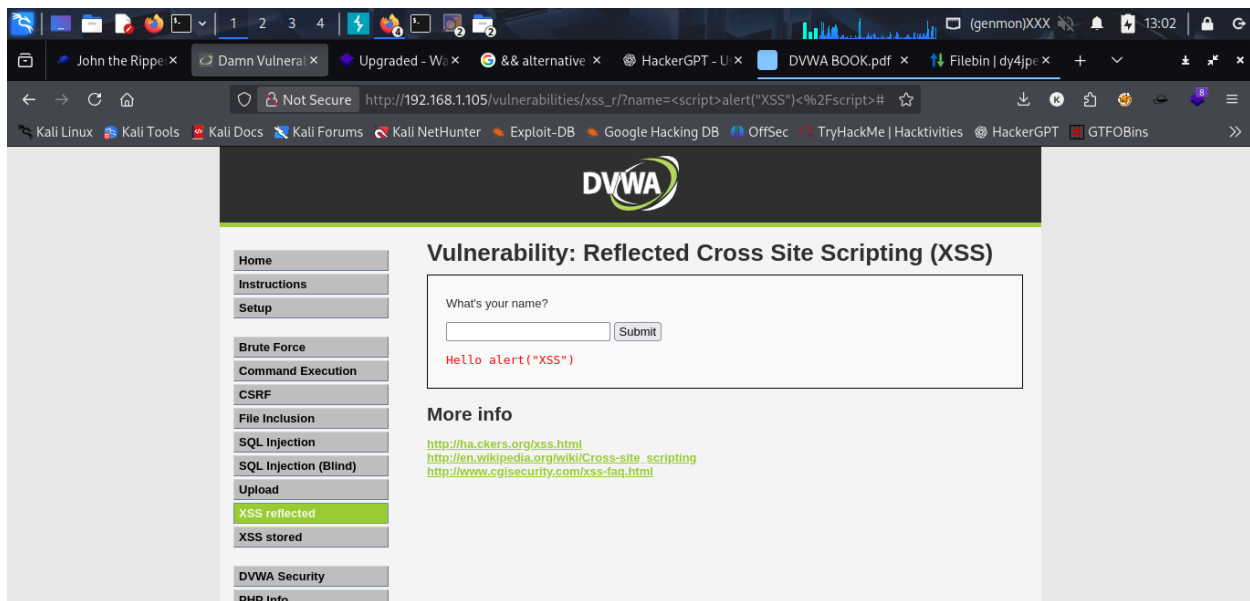 1 2 3 4 (genmon)XXX 13:02
John the Rippe Damn Vulneral Upgraded - Wa && alternative HackerGPT - U DVWA BOOK.pdf Filebin | dy4jpe
Not Secure http://192.168.1.105/vulnerabilities/xss_r/?name=<script>alert("XSS")<%2Fscript># K 8
Kali Linux Kali Tools Kali Docs Kali Forums Kali NetHunter Exploit-DB Google Hacking DB OffSec TryHackMe | Hacktivities HackerGPT GTFOBins
DVWA
Home
Instructions
Setup
Brute Force
Command Execution
CSRF
File Inclusion
SQL Injection
SQL Injection (Blind)
Upload
XSS reflected
XSS stored
DVWA Security
PHP Info
Vulnerability: Reflected Cross Site Scripting (XSS)
What's your name?
Submit
Hello alert("XSS")
More info
http://ha.ckers.org/xss.html
http://en.wikipedia.org/wiki/Cross-site_scripting
http://www.cgisecurity.com/xss-faq.html